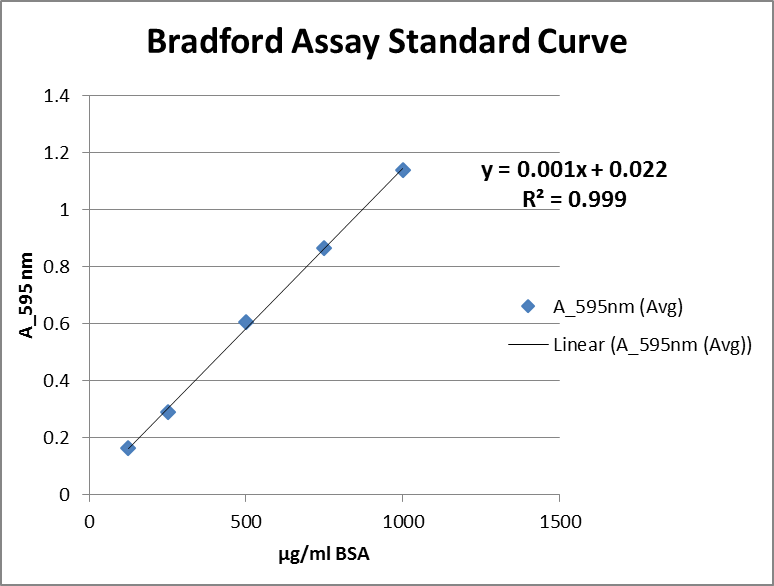 Bradford Assay Standard Curve
1.4
1.2
y = 0.001x + 0.022
R² = 0.999
1
0.8
A_595 nm
A_595nm (Avg)
0.6
Linear (A_595nm (Avg))
0.4
0.2
0
0 500 1000 1500
µg/ml BSA